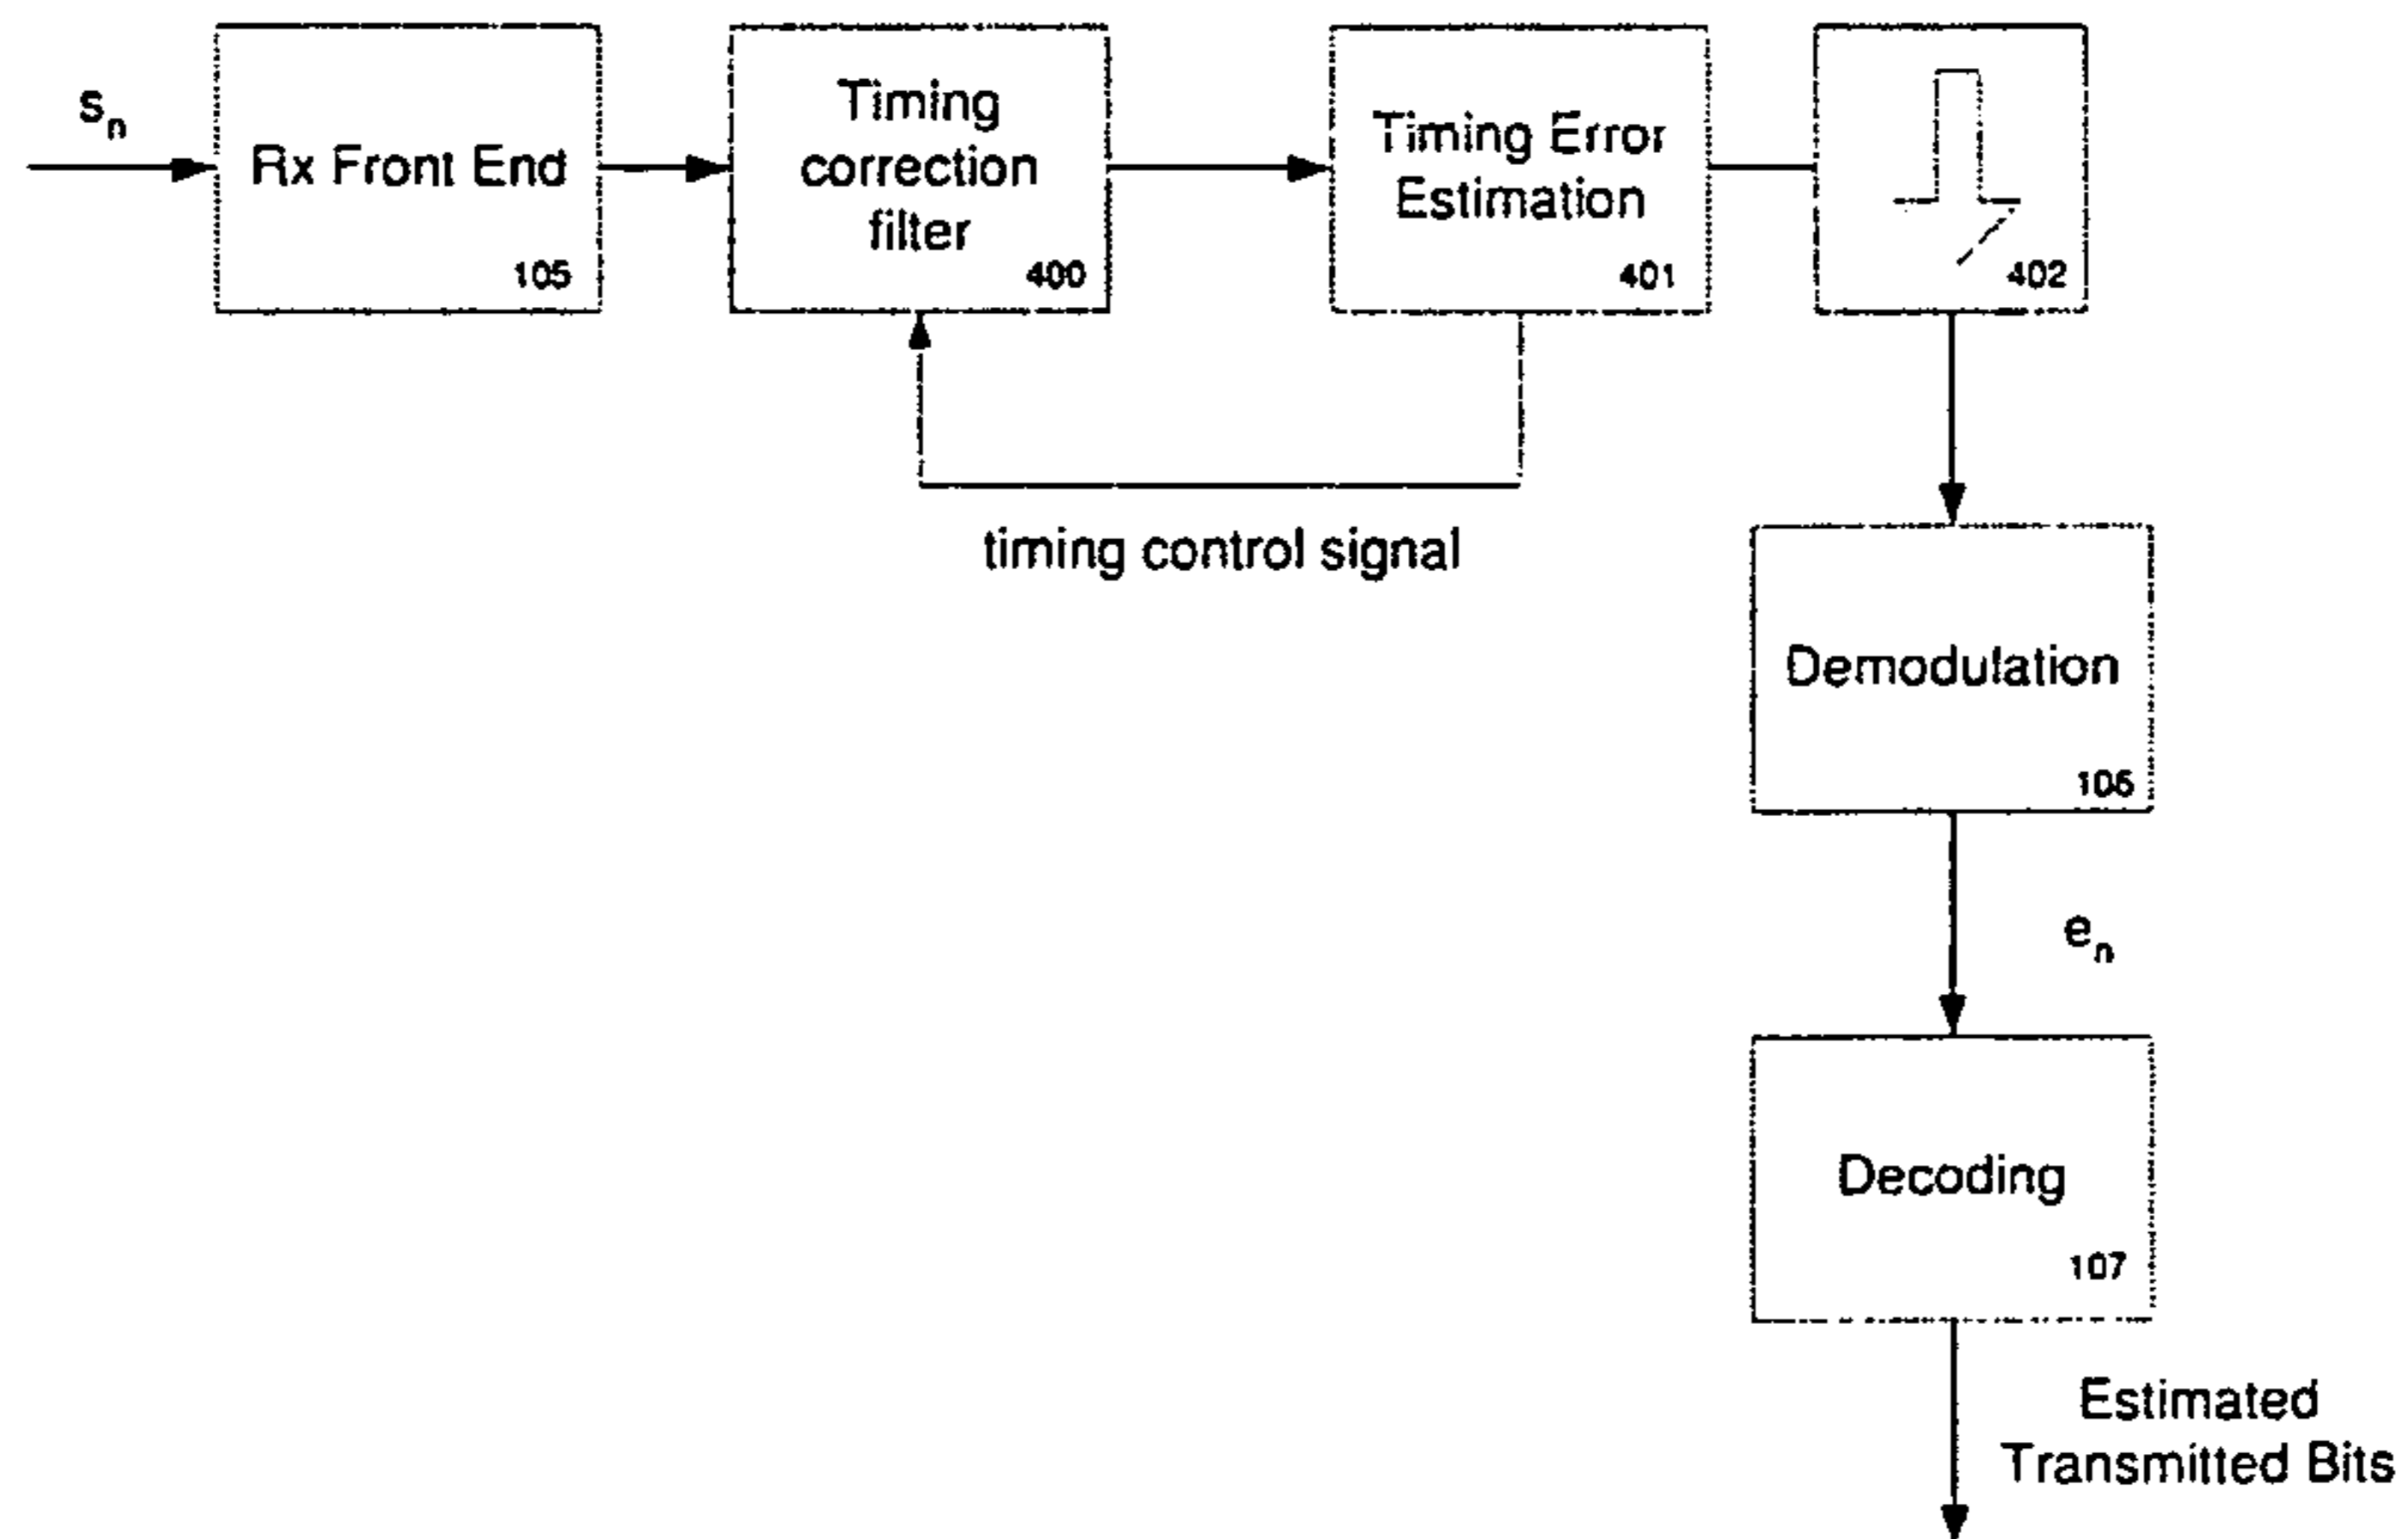 s_n
Rx Front End
105
Timing
correction
filter
400
Timing Error
Estimation
401
402
timing control signal
Demodulation
106
e_n
Decoding
107
Estimated
Transmitted Bits